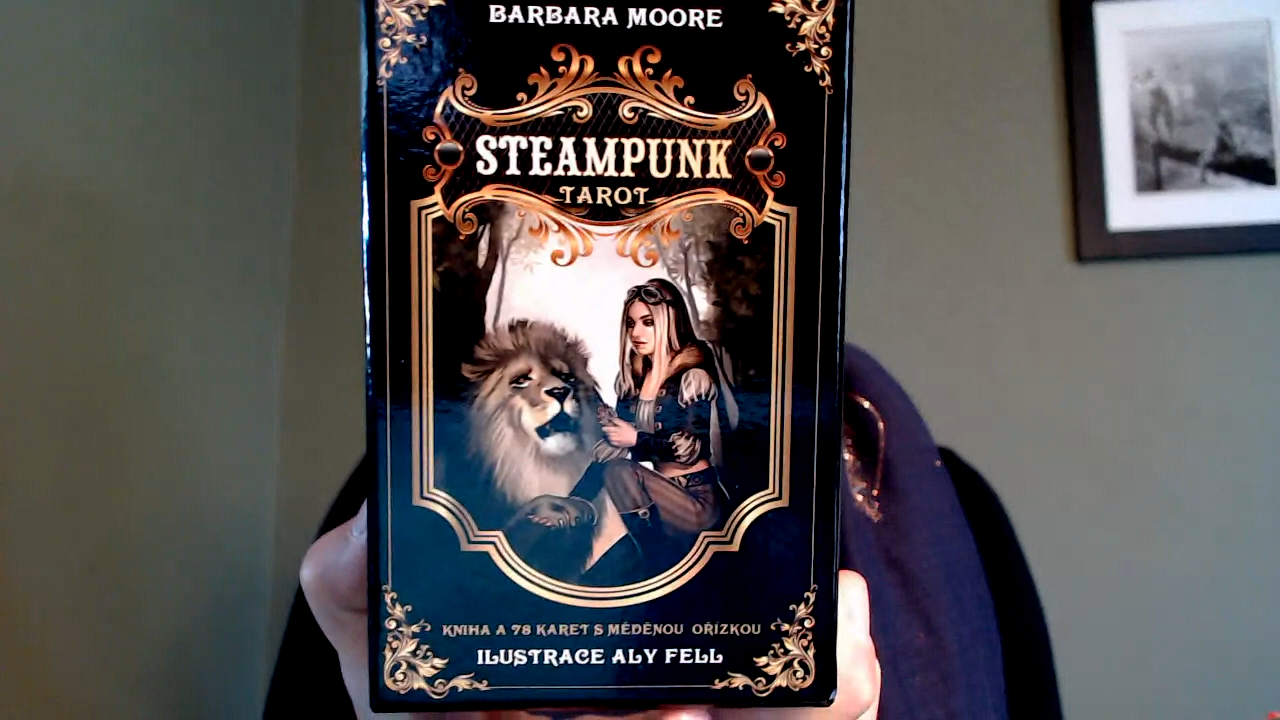 BARBARA MOORE
STEAMPUNK
TAROT
KNIHA A 78 KARET S MĚDĚNOU OŘÍZKOU
ILUSTRACE ALY FELL